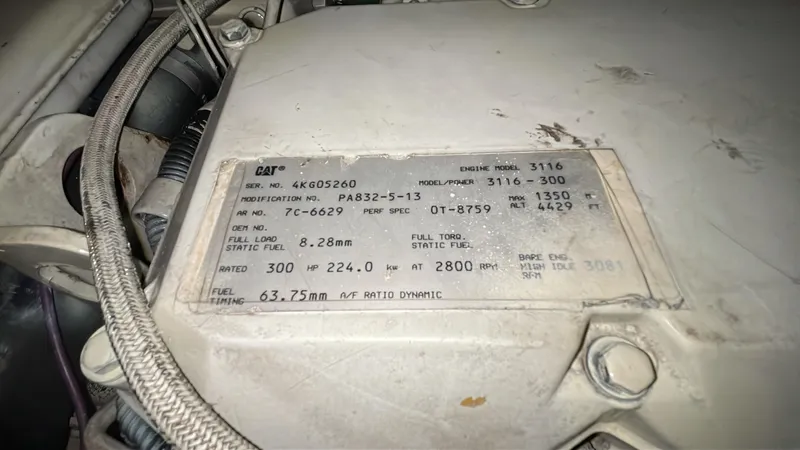 CAT ENGINE MODEL 3116
SER. NO. 4KG05260 MODEL/POWER 3116-300
MODIFICATION NO. PA832-5-13 MAX ALT 1350 M 4429 FT
AR NO. 7C-6629 PERF SPEC 0T-8759
OEM NO.
FULL LOAD STATIC FUEL 8.28mm FULL TORQ. STATIC FUEL
RATED 300 HP 224.0 kw AT 2800 RPM BARE ENG. HIGH IDLE RPM 3081
FUEL TIMING 63.75mm A/F RATIO DYNAMIC